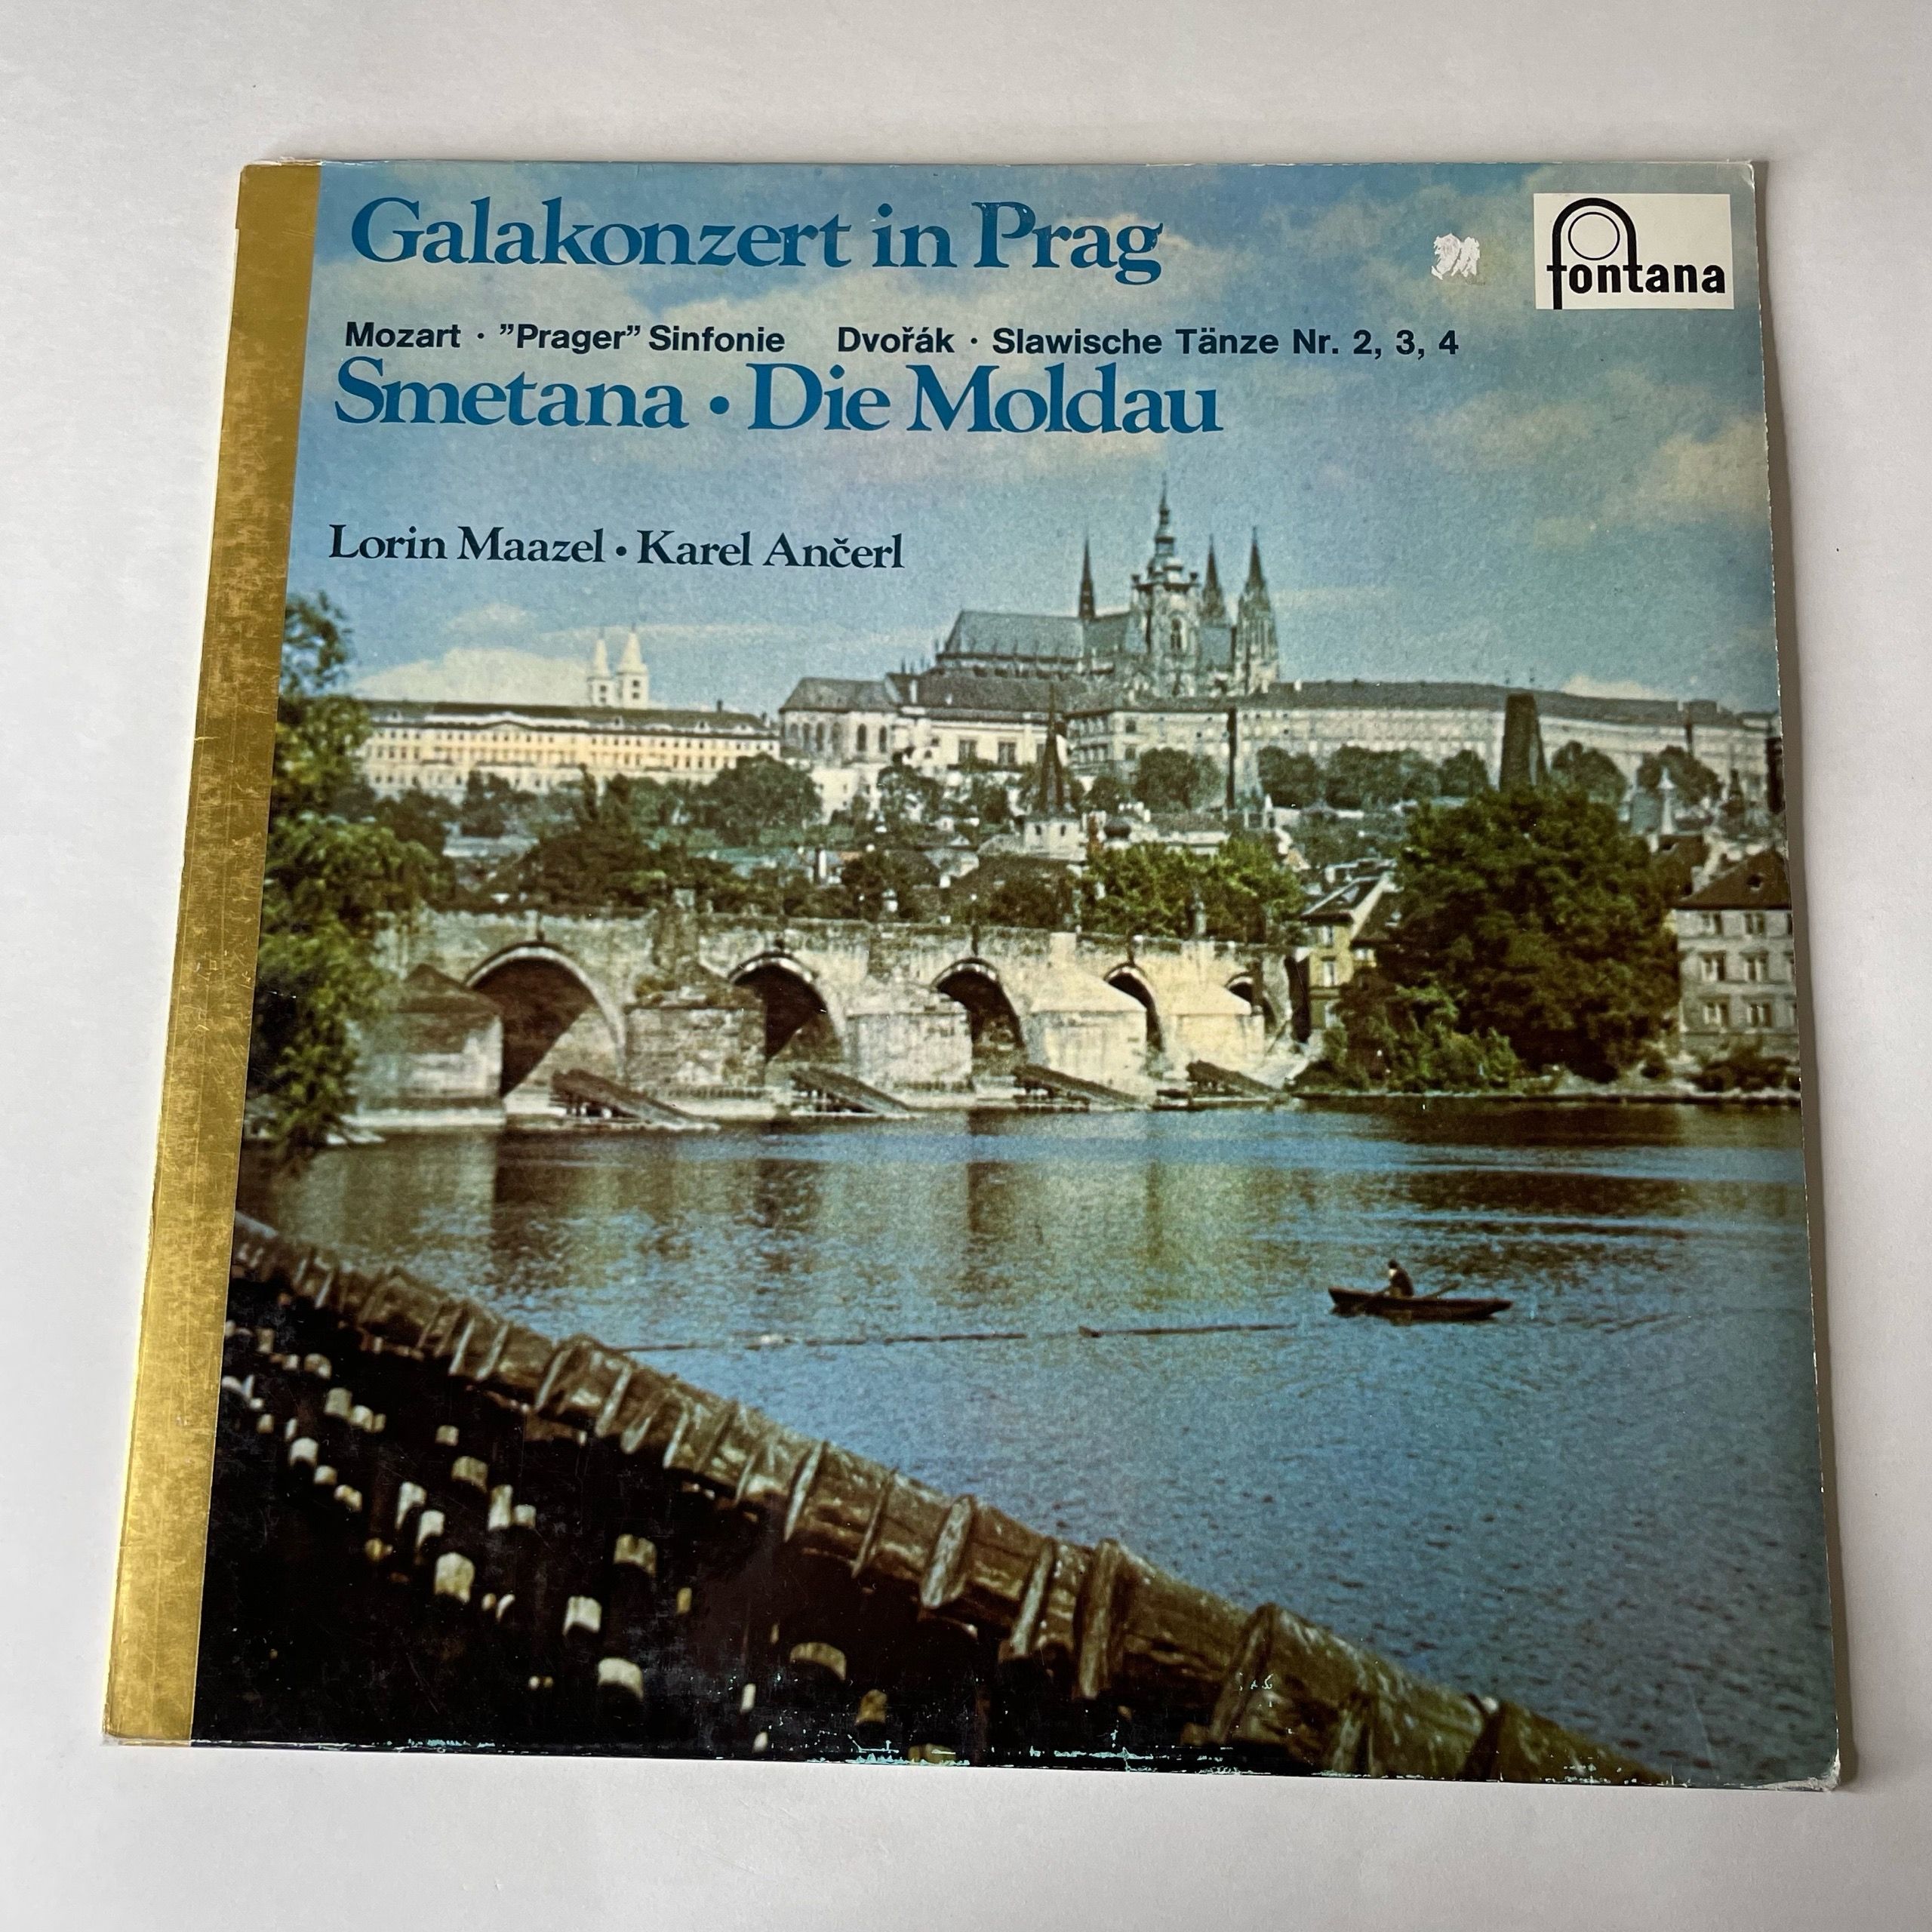 Galakonzert in Prag
fontana
Mozart · ”Prager” Sinfonie Dvořák · Slawische Tänze Nr. 2, 3, 4
Smetana • Die Moldau
Lorin Maazel • Karel Ančerl